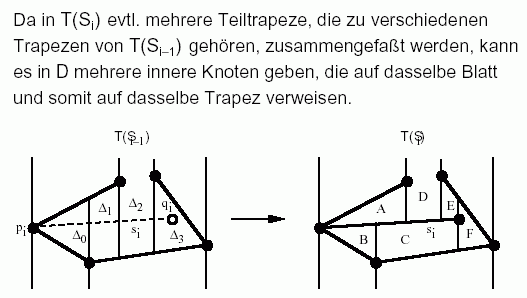 Da in T(Si) evtl. mehrere Teiltrapeze, die zu verschiedenen
Trapezen von T(Si–1) gehören, zusammengefaßt werden, kann
es in D mehrere innere Knoten geben, die auf dasselbe Blatt
und somit auf dasselbe Trapez verweisen.
T(Si–1)
T(Si)
pi
Δ0
Δ1
Δ2
si
qi
Δ3
A
B
C
D
si
E
F